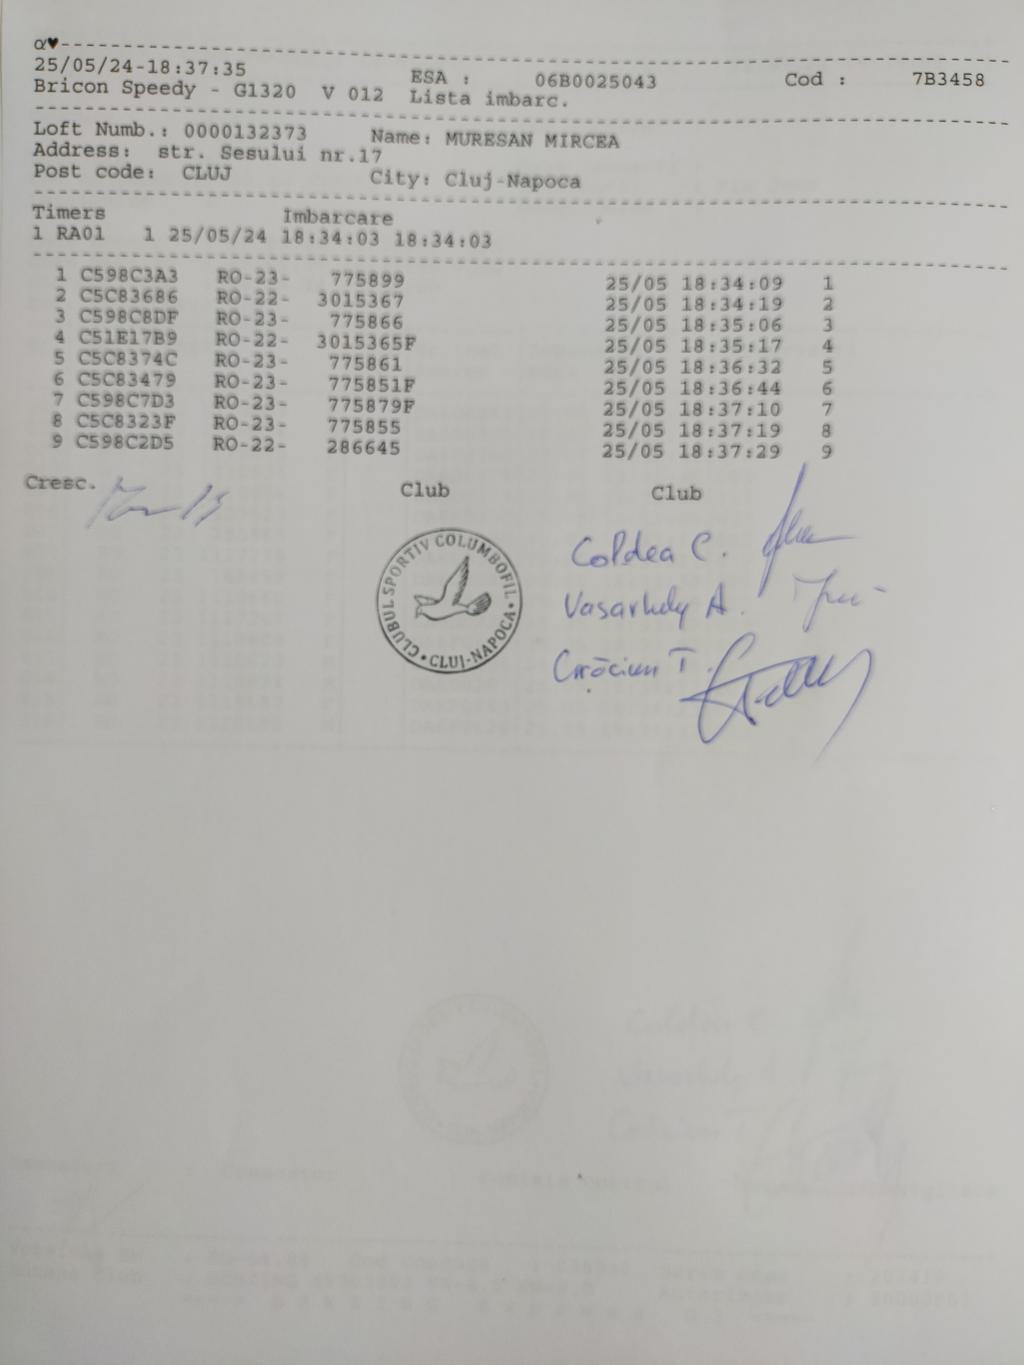 α♥
25/05/24-18:37:35 ESA : 06B0025043 Cod : 7B3458
Bricon Speedy - G1320 V 012 Lista imbarc.
Loft Numb.: 0000132373 Name: MURESAN MIRCEA
Address: str. Sesului nr.17
Post code: CLUJ City: Cluj-Napoca
Timers Imbarcare
1 RA01 1 25/05/24 18:34:03 18:34:03
1 C598C3A3 RO-23- 775899 25/05 18:34:09 1
2 C5C83686 RO-22- 3015367 25/05 18:34:19 2
3 C598C8DF RO-23- 775866 25/05 18:35:06 3
4 C51E17B9 RO-22- 3015365F 25/05 18:35:17 4
5 C5C8374C RO-23- 775861 25/05 18:36:32 5
6 C5C83479 RO-23- 775851F 25/05 18:36:44 6
7 C598C7D3 RO-23- 775879F 25/05 18:37:10 7
8 C5C8323F RO-23- 775855 25/05 18:37:19 8
9 C598C2D5 RO-22- 286645 25/05 18:37:29 9
Cresc. Club Club
CLUBUL SPORTIV COLUMBOFIL
• CLUJ-NAPOCA •
Coldea C.
Vasarhely A.
Crăciun T.